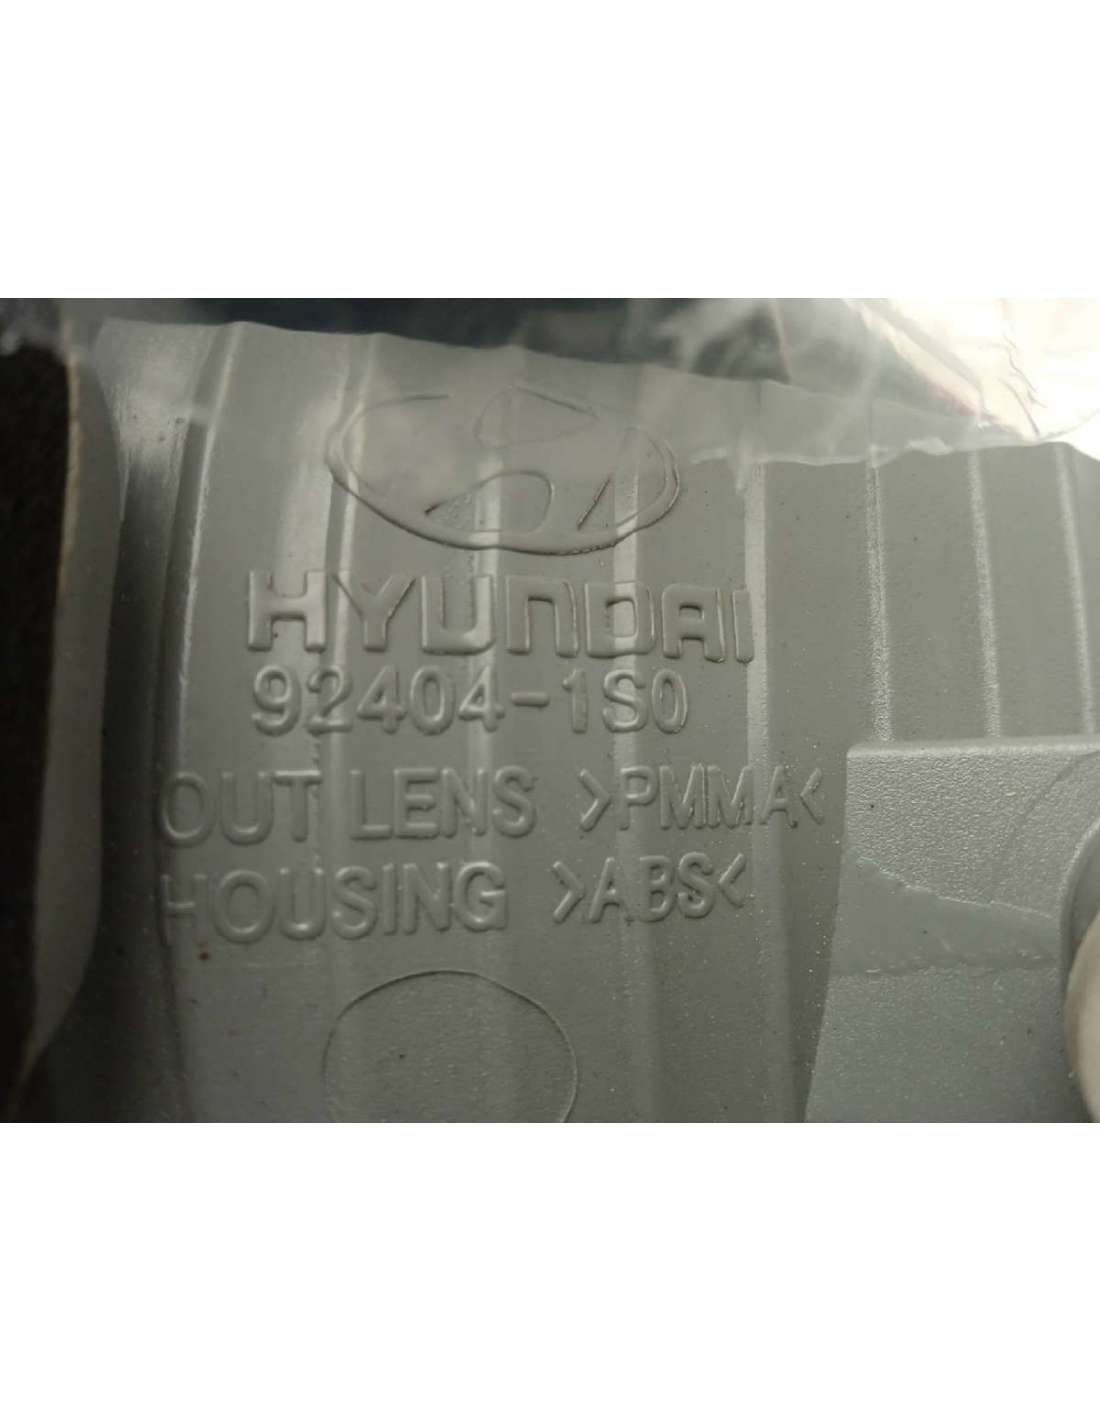 HYUNDAI
92404-1S0
OUT LENS >PMMA<
HOUSING >ABS<